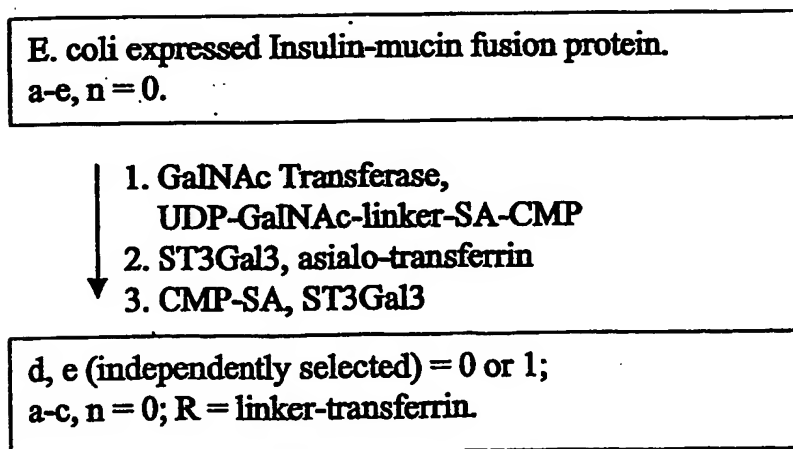 E. coli expressed Insulin-mucin fusion protein.
a-e, n = 0.
1. GalNAc Transferase,
UDP-GalNAc-linker-SA-CMP
2. ST3Gal3, asialo-transferrin
3. CMP-SA, ST3Gal3
d, e (independently selected) = 0 or 1;
a-c, n = 0; R = linker-transferrin.